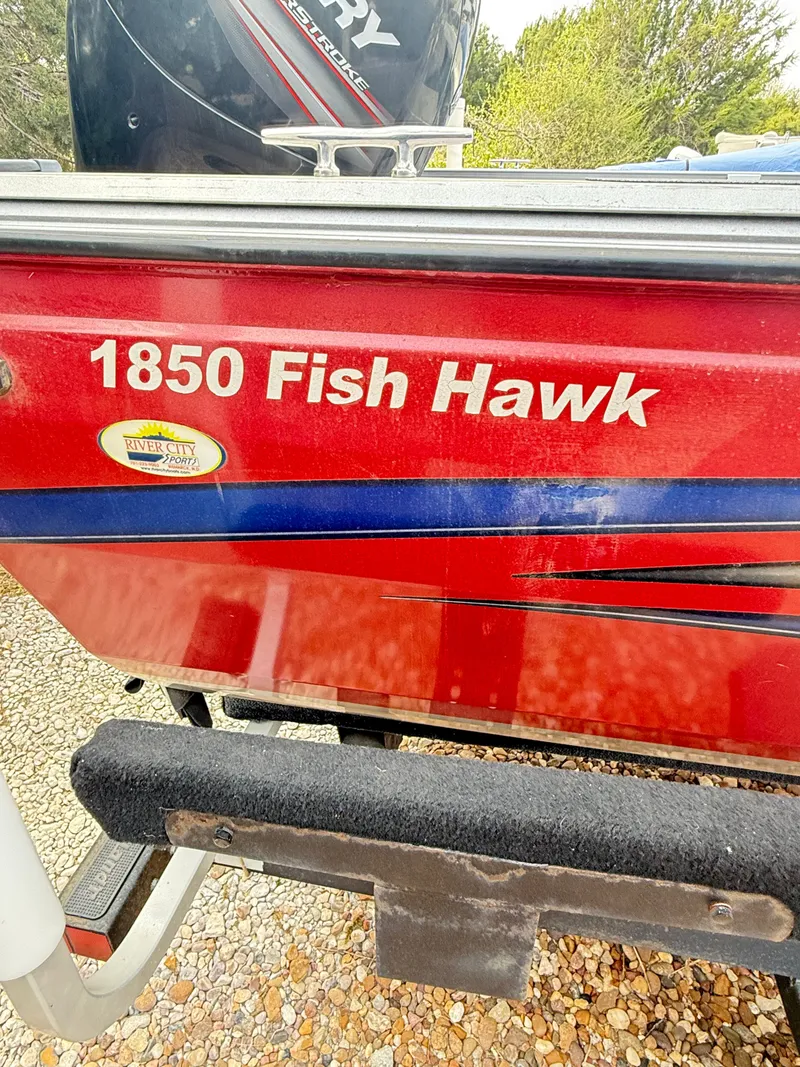 RY
RSTROKE
1850 Fish Hawk
RIVER CITY
SPORTS